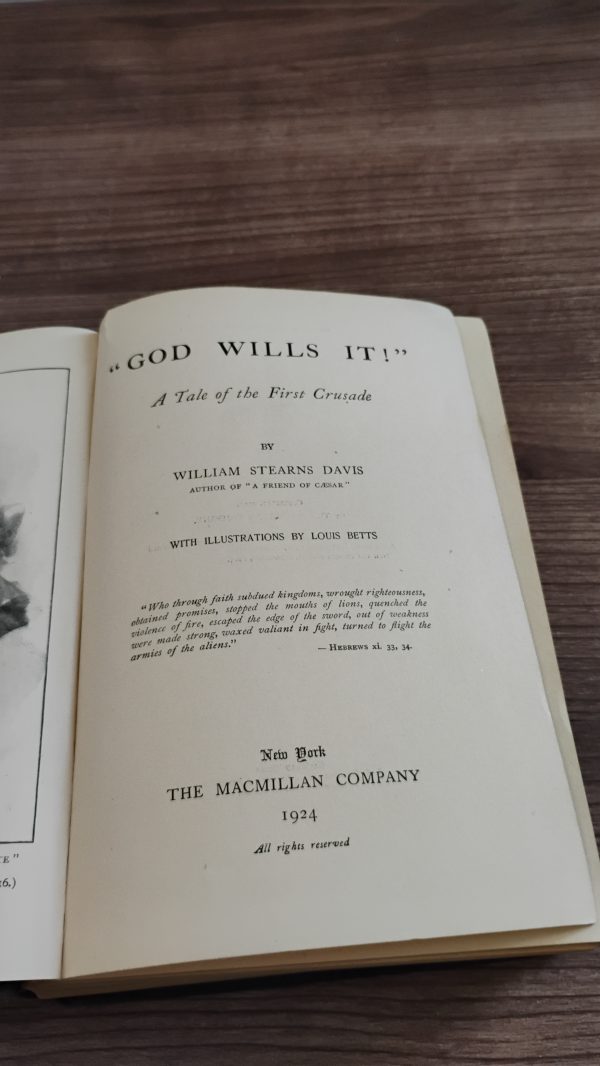 "GOD WILLS IT!"
A Tale of the First Crusade
BY
WILLIAM STEARNS DAVIS
AUTHOR OF "A FRIEND OF CÆSAR"
WITH ILLUSTRATIONS BY LOUIS BETTS
"Who through faith subdued kingdoms, wrought righteousness,
obtained promises, stopped the mouths of lions, quenched the
violence of fire, escaped the edge of the sword, out of weakness
were made strong, waxed valiant in fight, turned to flight the
armies of the aliens."
— HEBREWS xi. 33, 34.
New York
THE MACMILLAN COMPANY
1924
All rights reserved